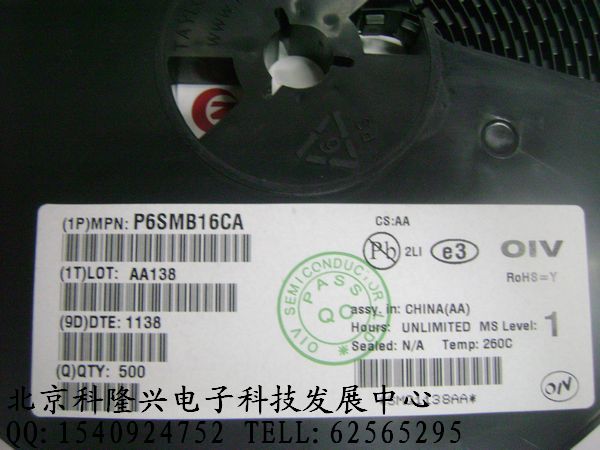 (1P)MPN: P6SMB16CA
CS:AA
Pb 2LI e3 OIV
RoHS=Y
(1T)LOT: AA138
(9D)DTE: 1138
(Q)QTY: 500
OIV SEMICONDUCTOR
PASS
QC
assy. in: CHINA(AA)
Hours: UNLIMITED MS Level: 1
Sealed: N/A Temp: 260C
OIV
北京科隆兴电子科技发展中心
QQ:1540924752 TELL:62565295